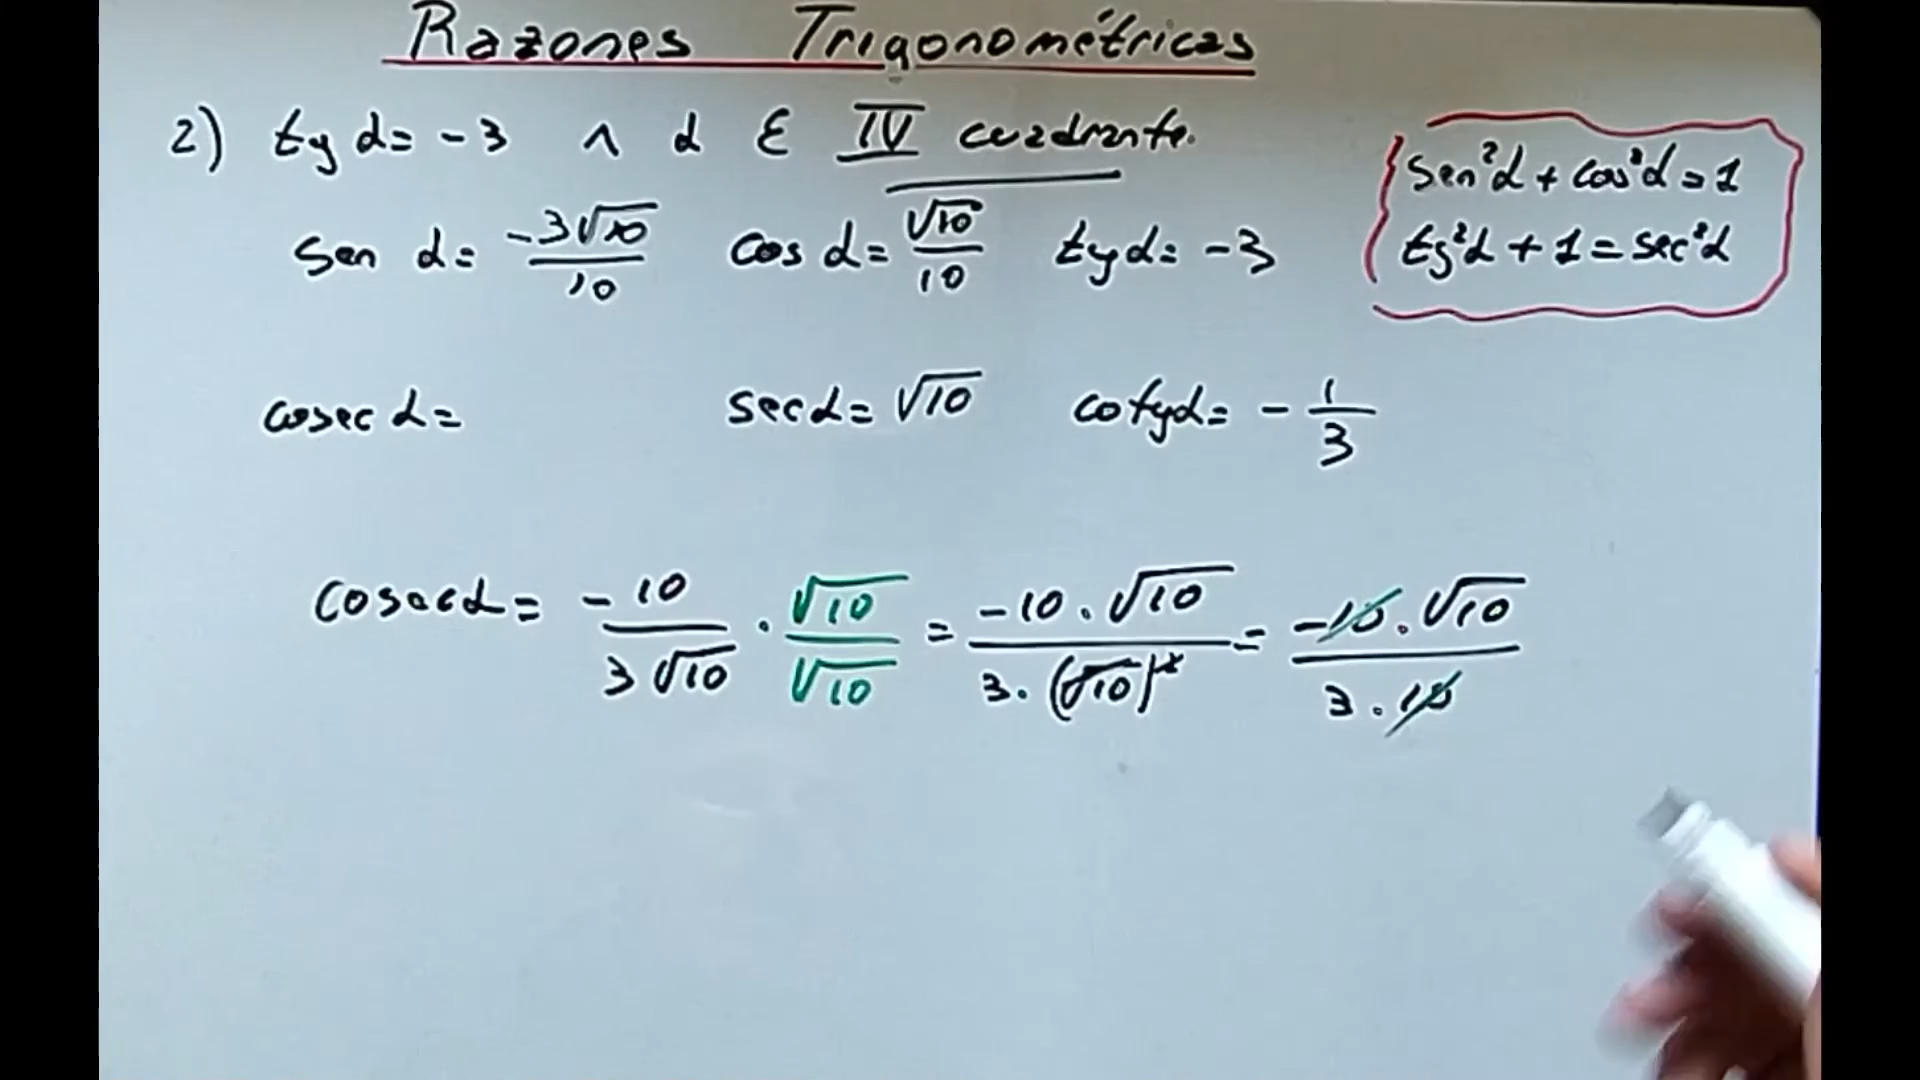 Razones Trigonométricas
2) tg α = -3 ∧ α ∈ IV cuadrante.
sen²α + cos²α = 1
tg²α + 1 = sec²α
sen α = -3√10/10 cos α = √10/10 tg α = -3
cosec α = sec α = √10 cotg α = -1/3
cosec α = -10/3√10 · √10/√10 = -10·√10/3·(√10)² = -10·√10/3·10